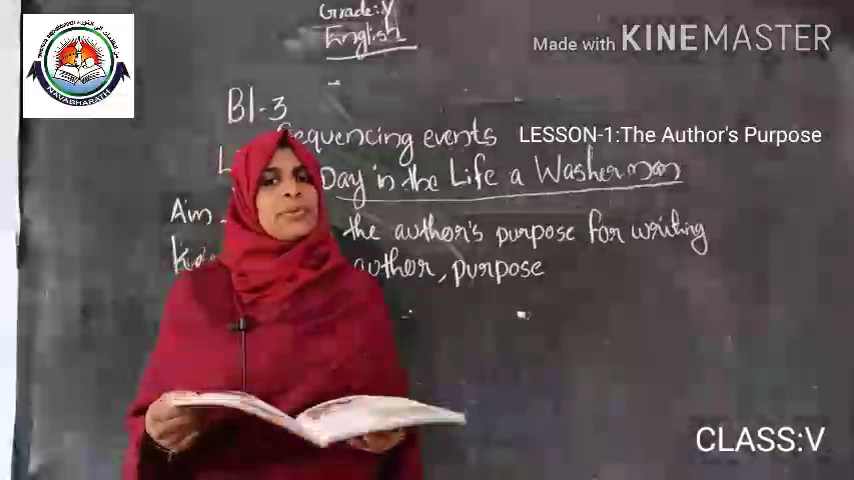 Grade:V
English
Made with KINEMASTER
NAVABHARATH
Bl-3
Sequencing events
LESSON-1:The Author's Purpose
L
Day in the Life a Washerman
Aim
the author's purpose for writing
author, purpose
CLASS:V